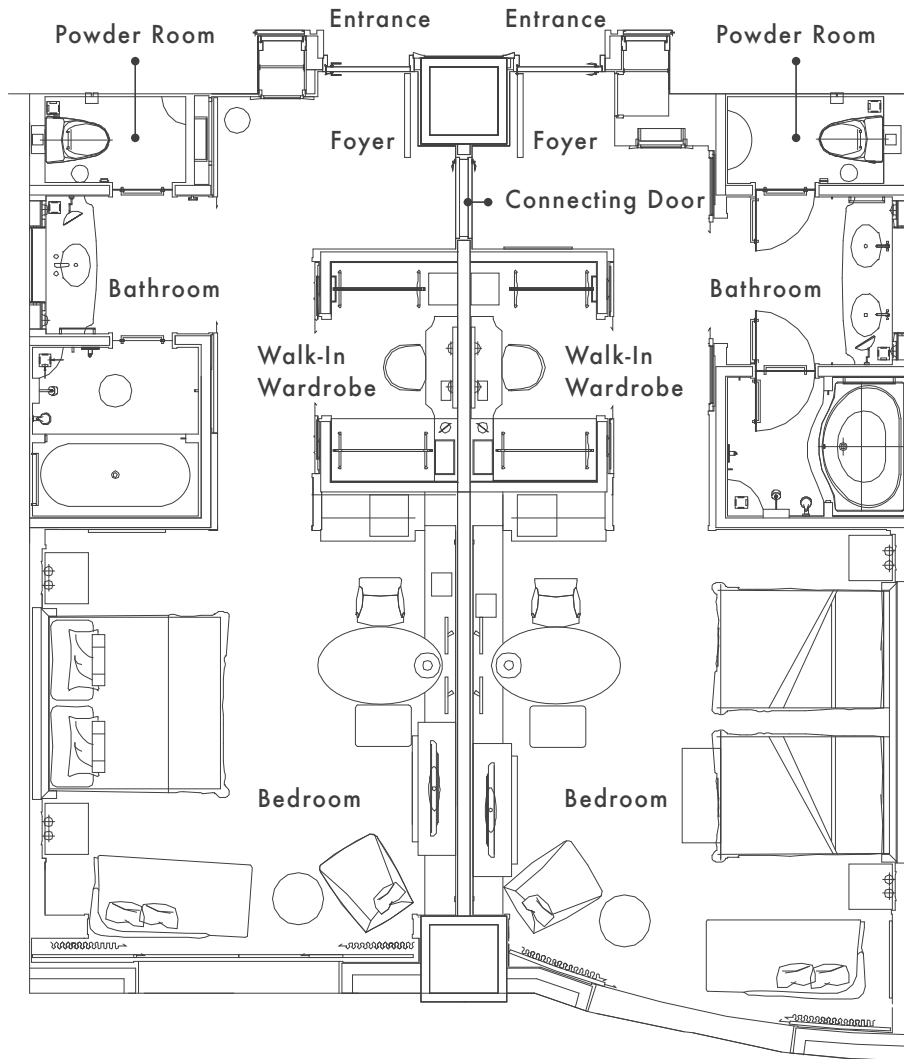 Entrance
Entrance
Powder Room
Powder Room
Foyer
Foyer
Connecting Door
Bathroom
Bathroom
Walk-In
Wardrobe
Walk-In
Wardrobe
Bedroom
Bedroom